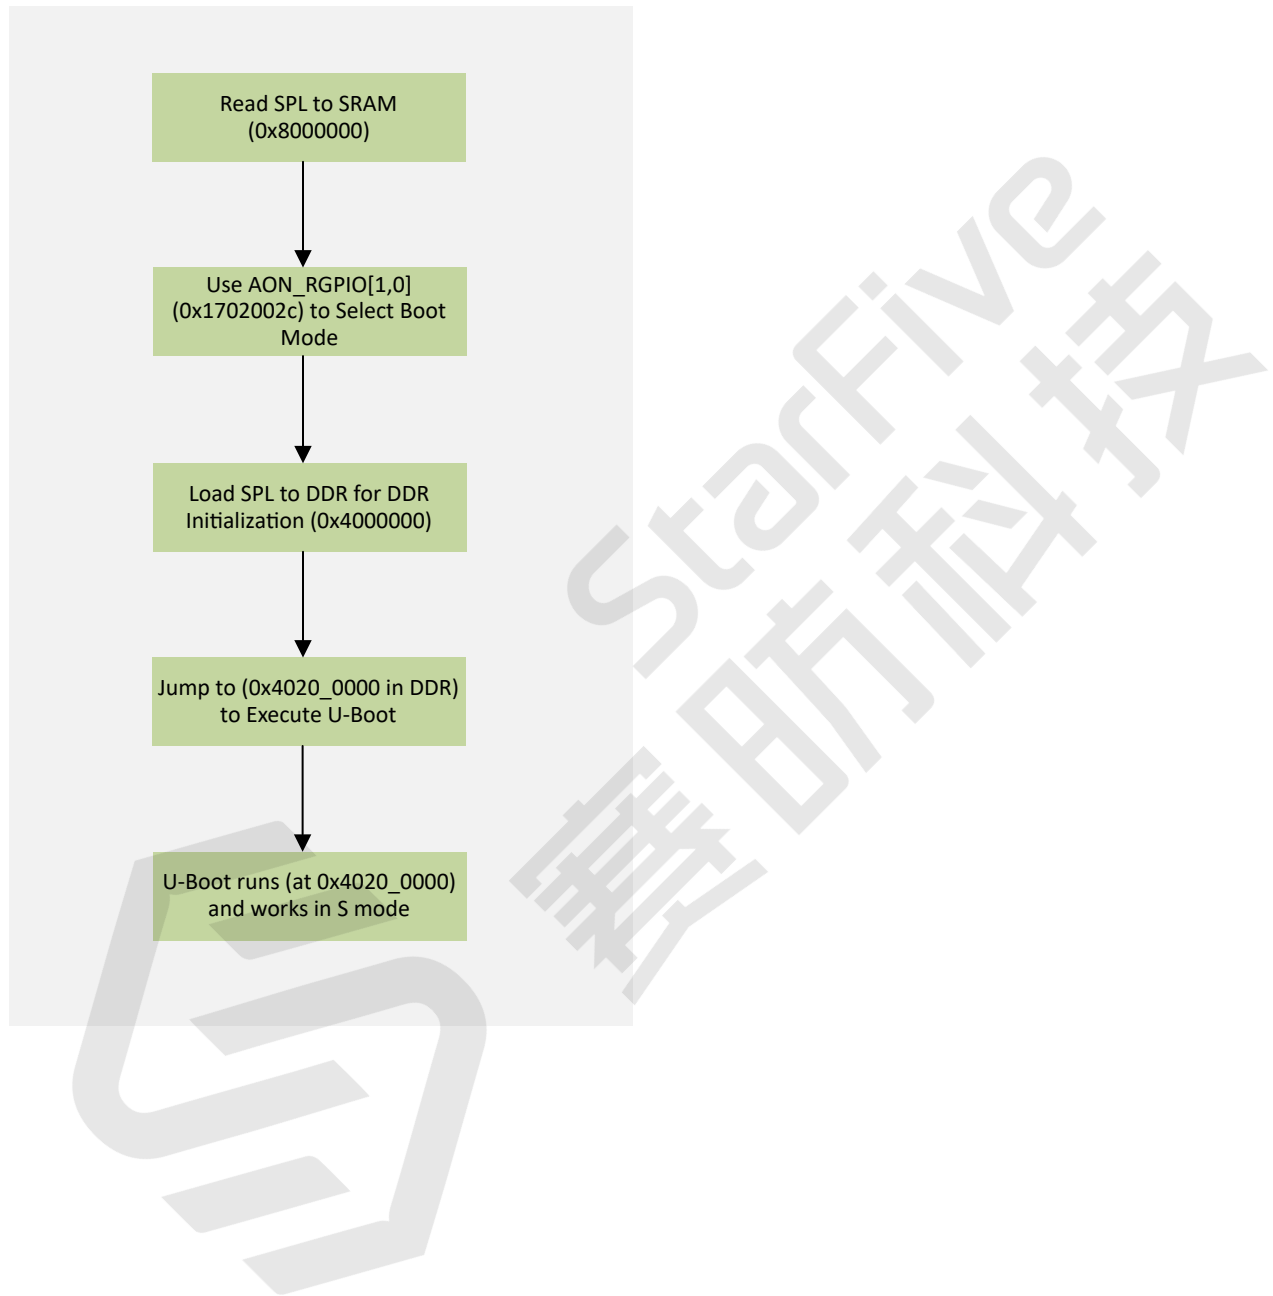 Read SPL to SRAM
(0x8000000)
Use AON_RGPIO[1,0]
(0x1702002c) to Select Boot
Mode
Load SPL to DDR for DDR
Initialization (0x4000000)
Jump to (0x4020_0000 in DDR)
to Execute U-Boot
U-Boot runs (at 0x4020_0000)
and works in S mode
StarFive
赛昉科技